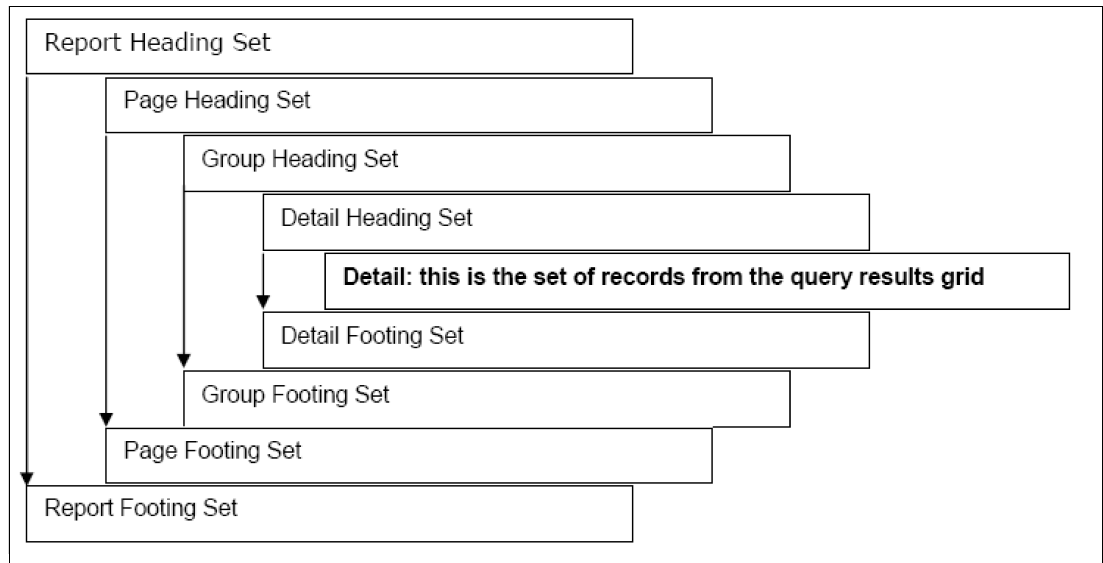 Report Heading Set
Page Heading Set
Group Heading Set
Detail Heading Set
Detail: this is the set of records from the query results grid
Detail Footing Set
Group Footing Set
Page Footing Set
Report Footing Set